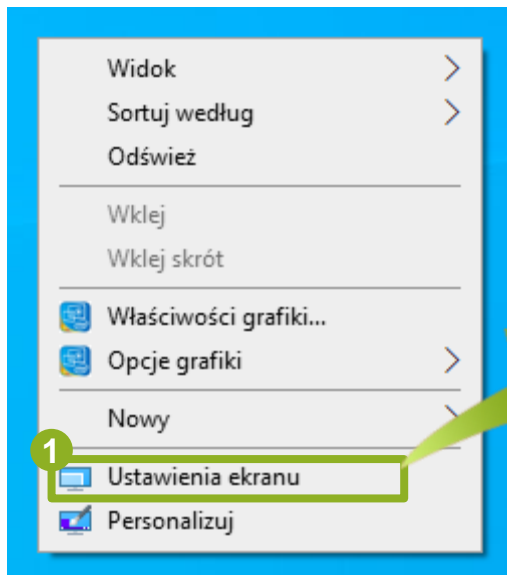 Widok
Sortuj według
Odśwież
Wklej
Wklej skrót
Właściwości grafiki...
Opcje grafiki
Nowy
1
Ustawienia ekranu
Personalizuj